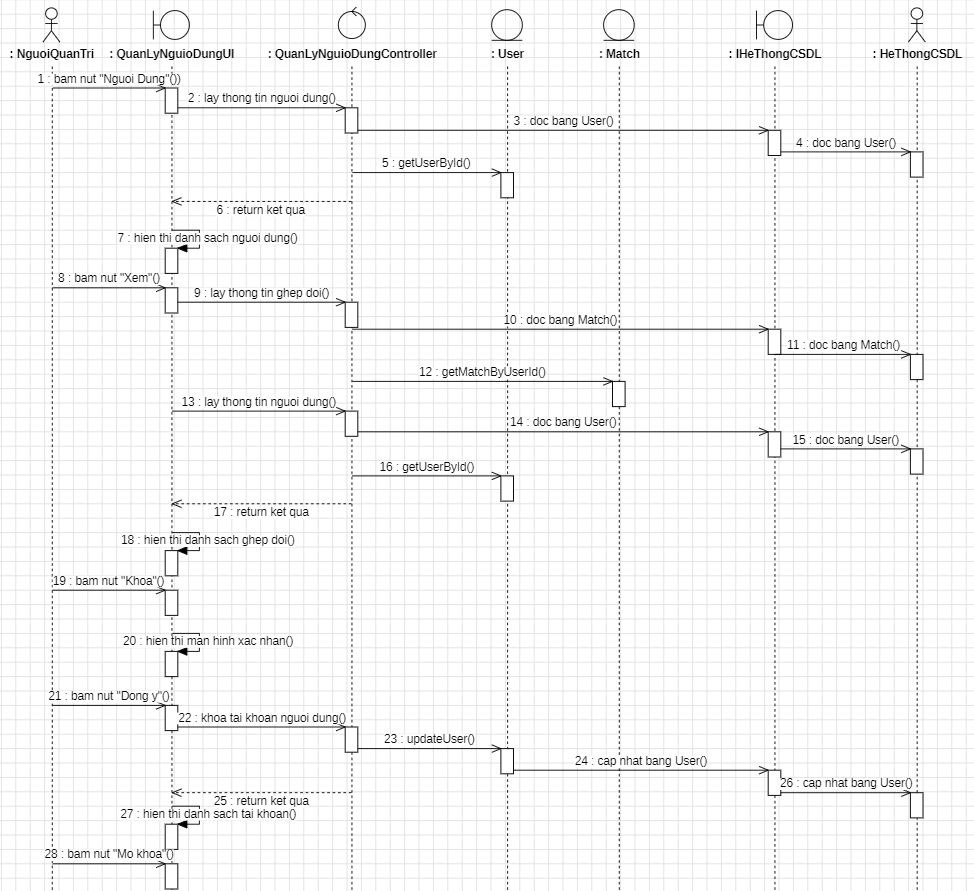 : NguoiQuanTri
: QuanLyNguioDungUI
: QuanLyNguioDungController
: User
: Match
: IHeThongCSDL
: HeThongCSDL
1 : bam nut "Nguoi Dung"())
2 : lay thong tin nguoi dung()
3 : doc bang User()
4 : doc bang User()
5 : getUserById()
6 : return ket qua
7 : hien thi danh sach nguoi dung()
8 : bam nut "Xem"()
9 : lay thong tin ghep doi()
10 : doc bang Match()
11 : doc bang Match()
12 : getMatchByUserId()
13 : lay thong tin nguoi dung()
14 : doc bang User()
15 : doc bang User()
16 : getUserById()
17 : return ket qua
18 : hien thi danh sach ghep doi()
19 : bam nut "Khoa"()
20 : hien thi man hinh xac nhan()
21 : bam nut "Dong y"()
22 : khoa tai khoan nguoi dung()
23 : updateUser()
24 : cap nhat bang User()
26 : cap nhat bang User()
25 : return ket qua
27 : hien thi danh sach tai khoan()
28 : bam nut "Mo khoa"()